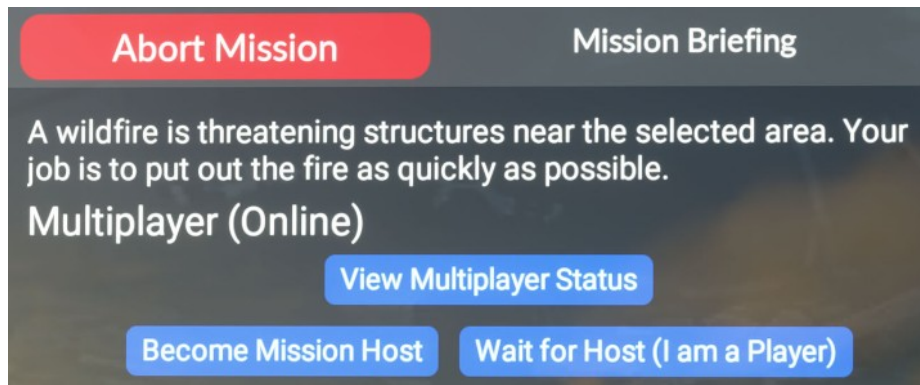 Abort Mission
Mission Briefing
A wildfire is threatening structures near the selected area. Your
job is to put out the fire as quickly as possible.
Multiplayer (Online)
View Multiplayer Status
Become Mission Host
Wait for Host (I am a Player)